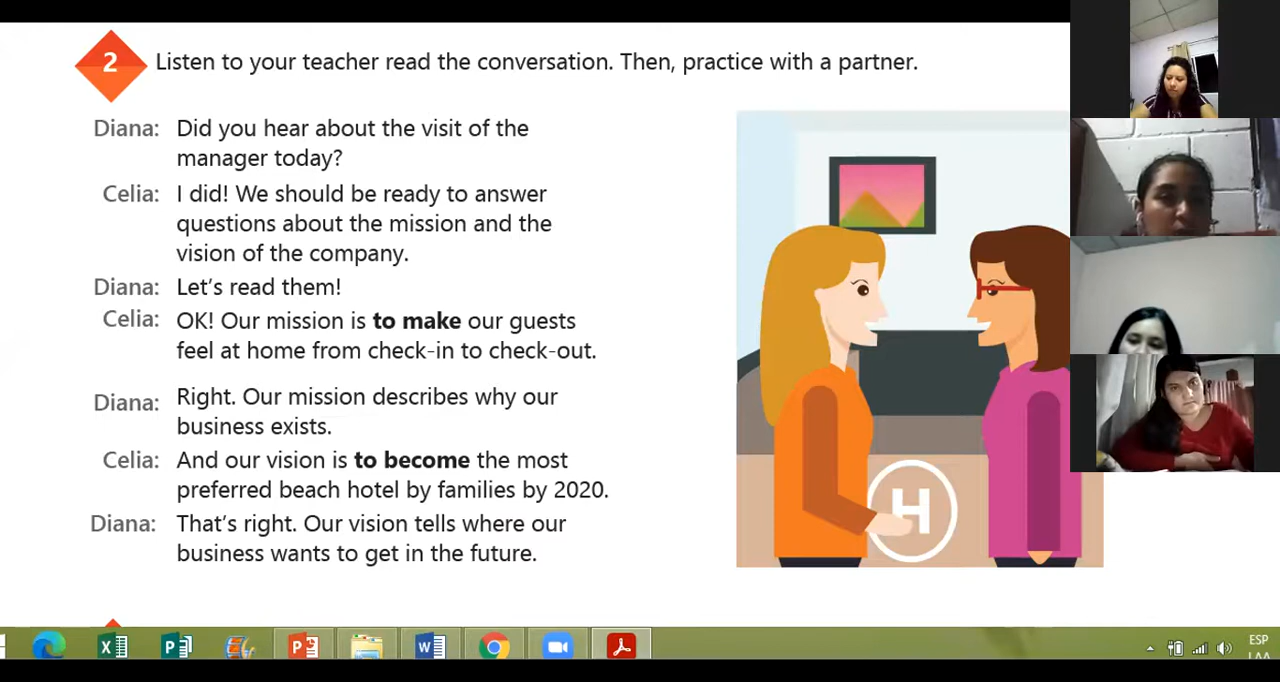 2 Listen to your teacher read the conversation. Then, practice with a partner.
Diana: Did you hear about the visit of the
manager today?
Celia: I did! We should be ready to answer
questions about the mission and the
vision of the company.
Diana: Let's read them!
Celia: OK! Our mission is to make our guests
feel at home from check-in to check-out.
Diana: Right. Our mission describes why our
business exists.
Celia: And our vision is to become the most
preferred beach hotel by families by 2020.
Diana: That's right. Our vision tells where our
business wants to get in the future.
H
ESP
LAA